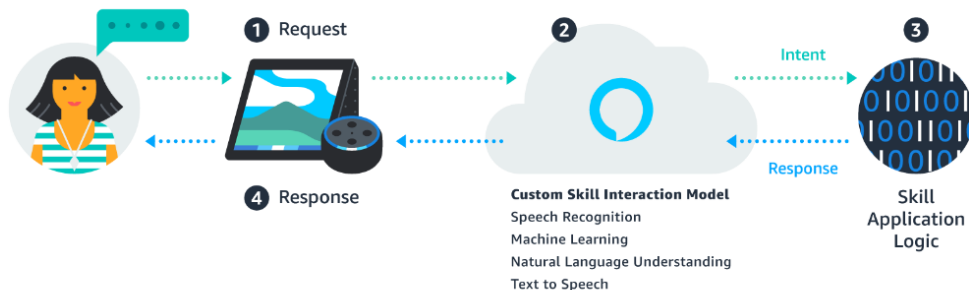 1 Request
2
3
Intent
Response
4 Response
Custom Skill Interaction Model
Speech Recognition
Machine Learning
Natural Language Understanding
Text to Speech
Skill
Application
Logic